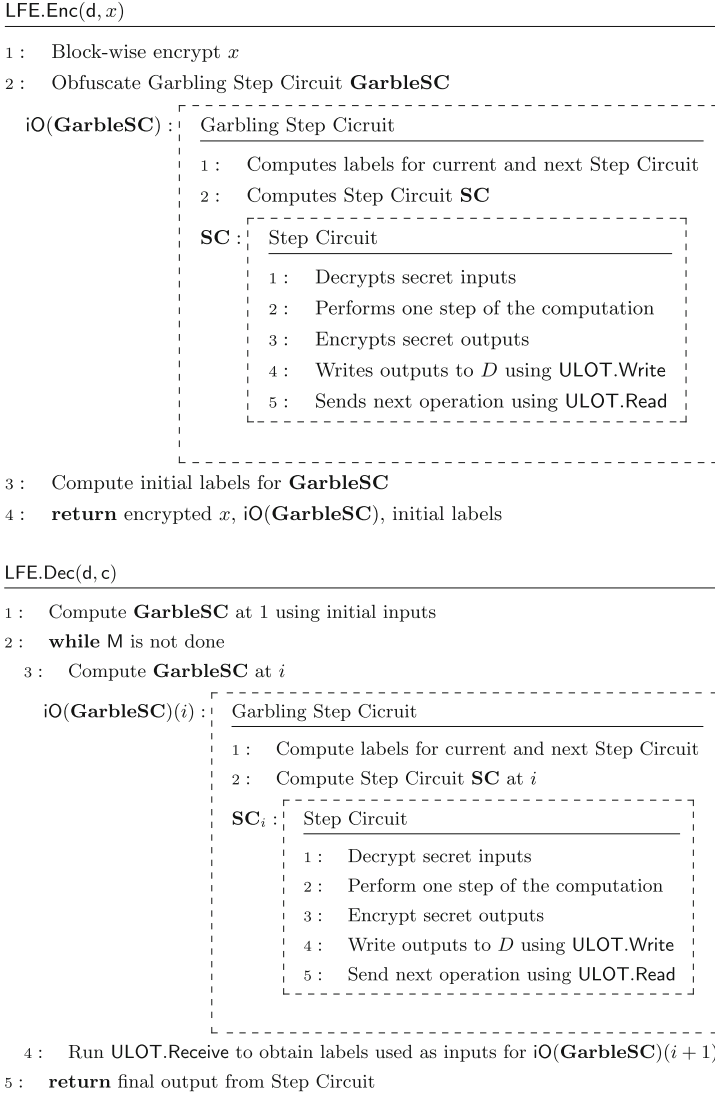 LFE.Enc(d, x)
1 : Block-wise encrypt x
2 : Obfuscate Garbling Step Circuit GarbleSC
iO(GarbleSC) : Garbling Step Cicruit
1 : Computes labels for current and next Step Circuit
2 : Computes Step Circuit SC
SC : Step Circuit
1 : Decrypts secret inputs
2 : Performs one step of the computation
3 : Encrypts secret outputs
4 : Writes outputs to D using ULOT.Write
5 : Sends next operation using ULOT.Read
3 : Compute initial labels for GarbleSC
4 : return encrypted x, iO(GarbleSC), initial labels
LFE.Dec(d, c)
1 : Compute GarbleSC at 1 using initial inputs
2 : while M is not done
3 : Compute GarbleSC at i
iO(GarbleSC)(i) : Garbling Step Cicruit
1 : Compute labels for current and next Step Circuit
2 : Compute Step Circuit SC at i
SCi : Step Circuit
1 : Decrypt secret inputs
2 : Perform one step of the computation
3 : Encrypt secret outputs
4 : Write outputs to D using ULOT.Write
5 : Send next operation using ULOT.Read
4 : Run ULOT.Receive to obtain labels used as inputs for iO(GarbleSC)(i + 1)
5 : return final output from Step Circuit